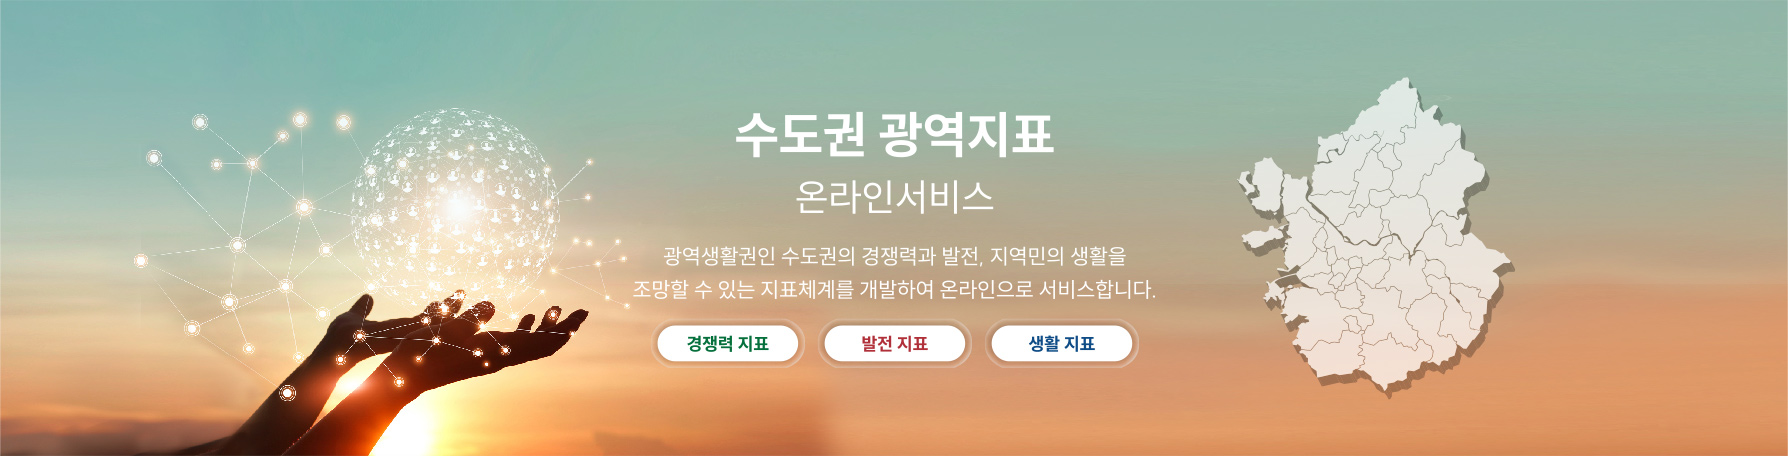 수도권 광역지표
온라인서비스
광역생활권인 수도권의 경쟁력과 발전, 지역민의 생활을
조망할 수 있는 지표체계를 개발하여 온라인으로 서비스합니다.
경쟁력 지표
발전 지표
생활 지표